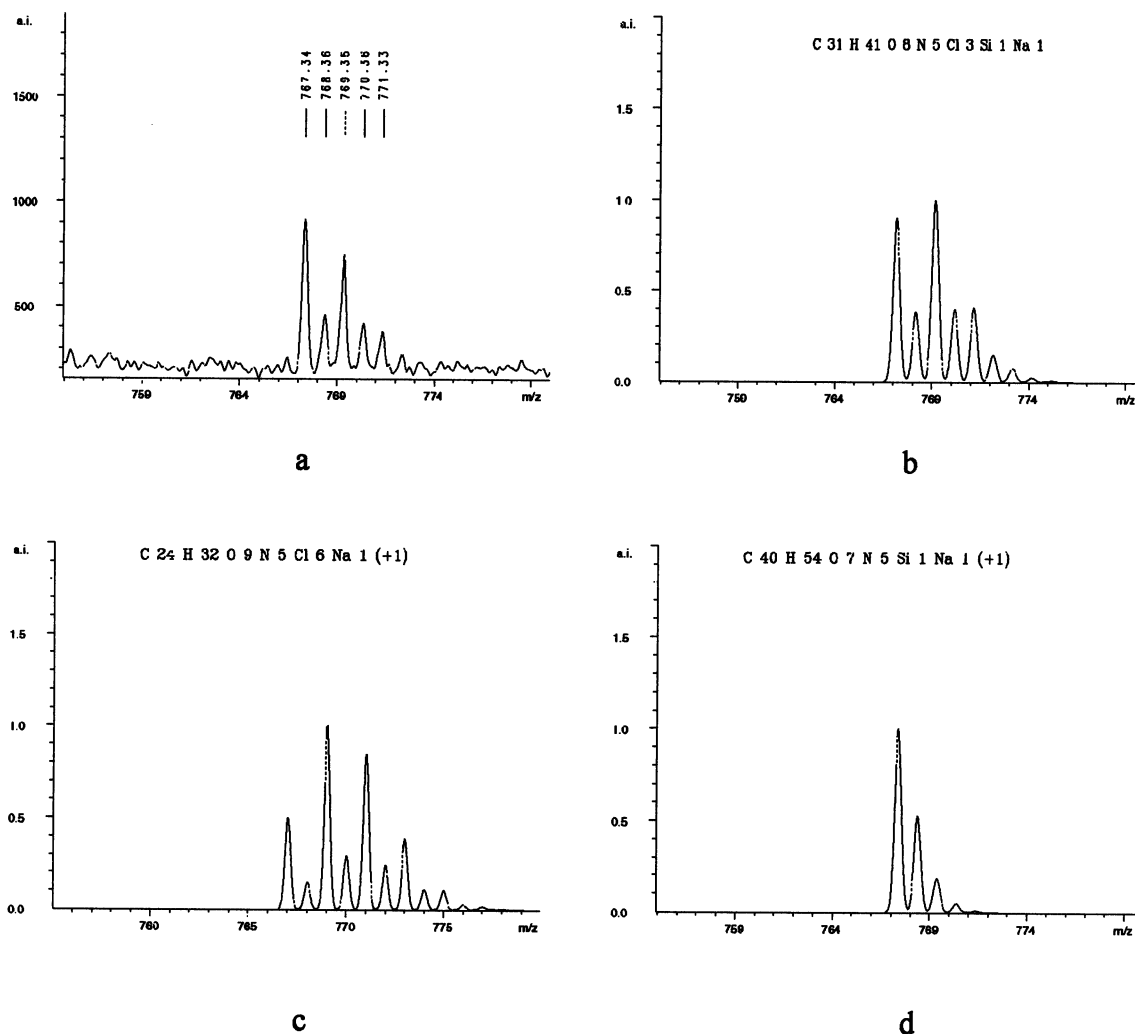 a.i.
767.34
768.36
769.35
770.36
771.33
1500
1000
500
759 764 769 774 m/z
a
a.i.
C 31 H 41 O 8 N 5 Cl 3 Si 1 Na 1
1.5
1.0
0.5
0.0
759 764 769 774 m/z
b
a.i.
C 24 H 32 O 9 N 5 Cl 6 Na 1 (+1)
1.5
1.0
0.5
0.0
760 765 770 775 m/z
c
a.i.
C 40 H 54 O 7 N 5 Si 1 Na 1 (+1)
1.5
1.0
0.5
0.0
759 764 769 774 m/z
d